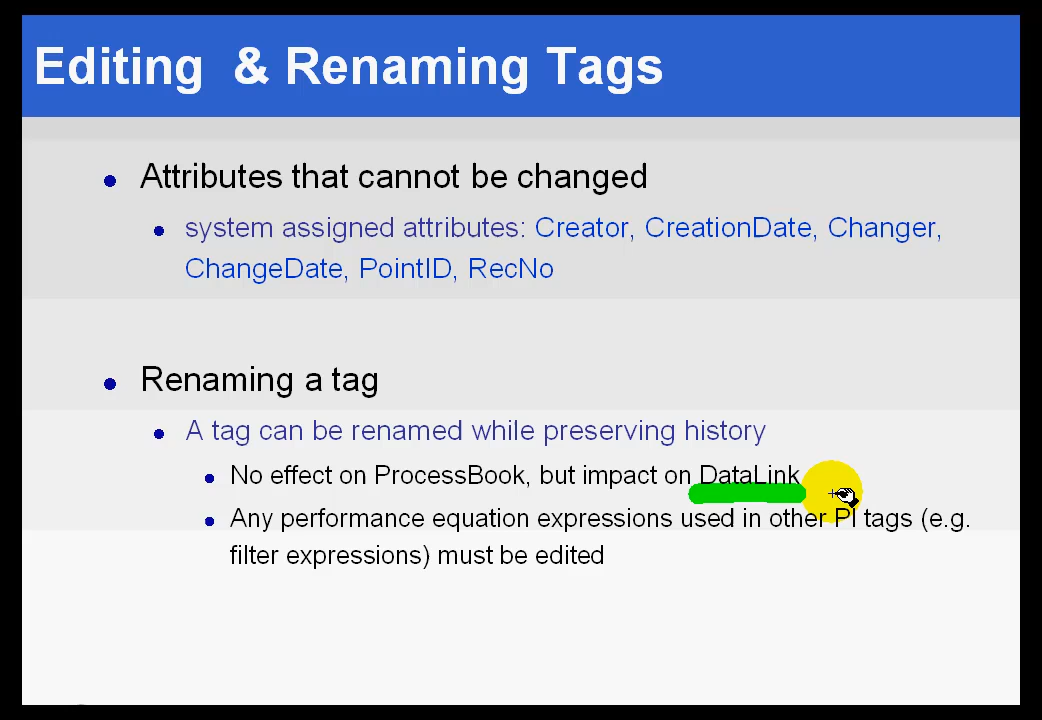 Editing & Renaming Tags
Attributes that cannot be changed
system assigned attributes: Creator, CreationDate, Changer,
ChangeDate, PointID, RecNo
Renaming a tag
A tag can be renamed while preserving history
No effect on ProcessBook, but impact on DataLink
Any performance equation expressions used in other PI tags (e.g.
filter expressions) must be edited